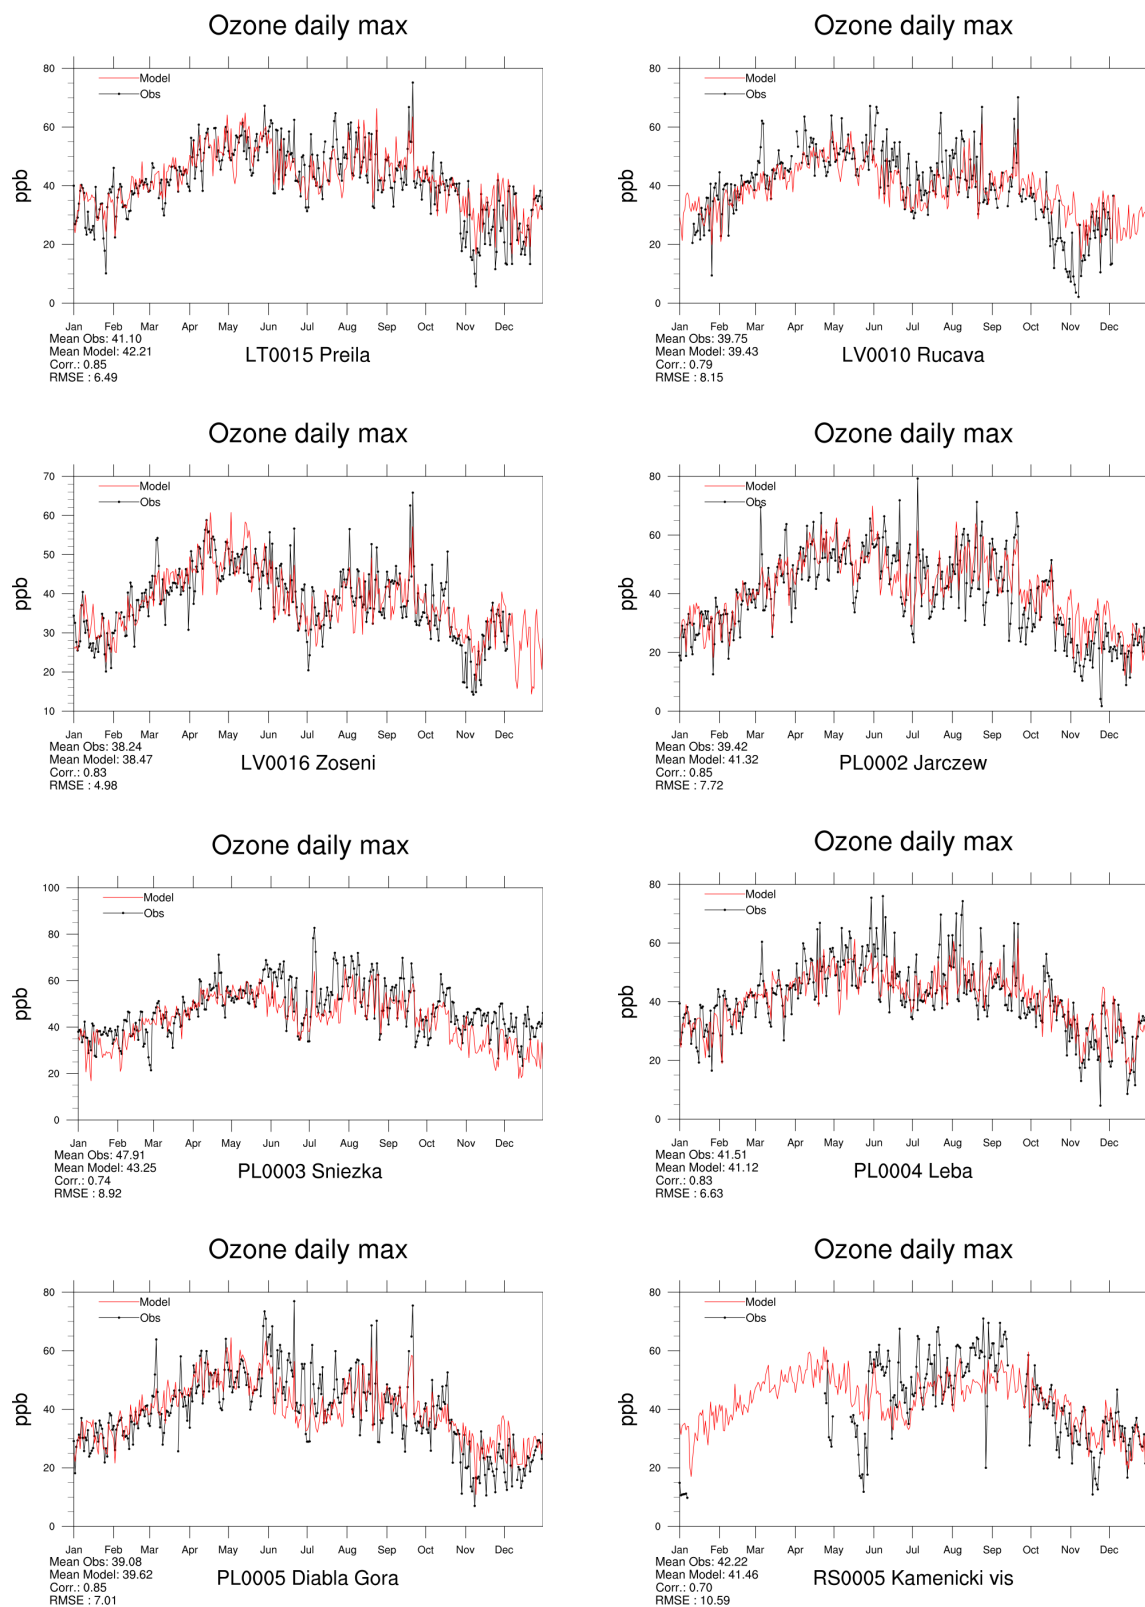 Ozone daily max
80
60
40
20
0
ppb
Model
Obs
Jan Feb Mar Apr May Jun Jul Aug Sep Oct Nov Dec
Mean Obs: 41.10
Mean Model: 42.21
Corr.: 0.85
RMSE : 6.49
LT0015 Preila
Ozone daily max
80
60
40
20
0
ppb
Model
Obs
Jan Feb Mar Apr May Jun Jul Aug Sep Oct Nov Dec
Mean Obs: 39.75
Mean Model: 39.43
Corr.: 0.79
RMSE : 8.15
LV0010 Rucava
Ozone daily max
70
60
50
40
30
20
10
ppb
Model
Obs
Jan Feb Mar Apr May Jun Jul Aug Sep Oct Nov Dec
Mean Obs: 38.24
Mean Model: 38.47
Corr.: 0.83
RMSE : 4.98
LV0016 Zoseni
Ozone daily max
80
60
40
20
0
ppb
Model
Obs
Jan Feb Mar Apr May Jun Jul Aug Sep Oct Nov Dec
Mean Obs: 39.42
Mean Model: 41.32
Corr.: 0.85
RMSE : 7.72
PL0002 Jarczew
Ozone daily max
100
80
60
40
20
0
ppb
Model
Obs
Jan Feb Mar Apr May Jun Jul Aug Sep Oct Nov Dec
Mean Obs: 47.91
Mean Model: 43.25
Corr.: 0.74
RMSE : 8.92
PL0003 Sniezka
Ozone daily max
80
60
40
20
0
ppb
Model
Obs
Jan Feb Mar Apr May Jun Jul Aug Sep Oct Nov Dec
Mean Obs: 41.51
Mean Model: 41.12
Corr.: 0.83
RMSE : 6.63
PL0004 Leba
Ozone daily max
80
60
40
20
0
ppb
Model
Obs
Jan Feb Mar Apr May Jun Jul Aug Sep Oct Nov Dec
Mean Obs: 39.08
Mean Model: 39.62
Corr.: 0.85
RMSE : 7.01
PL0005 Diabla Gora
Ozone daily max
80
60
40
20
0
ppb
Model
Obs
Jan Feb Mar Apr May Jun Jul Aug Sep Oct Nov Dec
Mean Obs: 42.22
Mean Model: 41.46
Corr.: 0.70
RMSE : 10.59
RS0005 Kamenicki vis